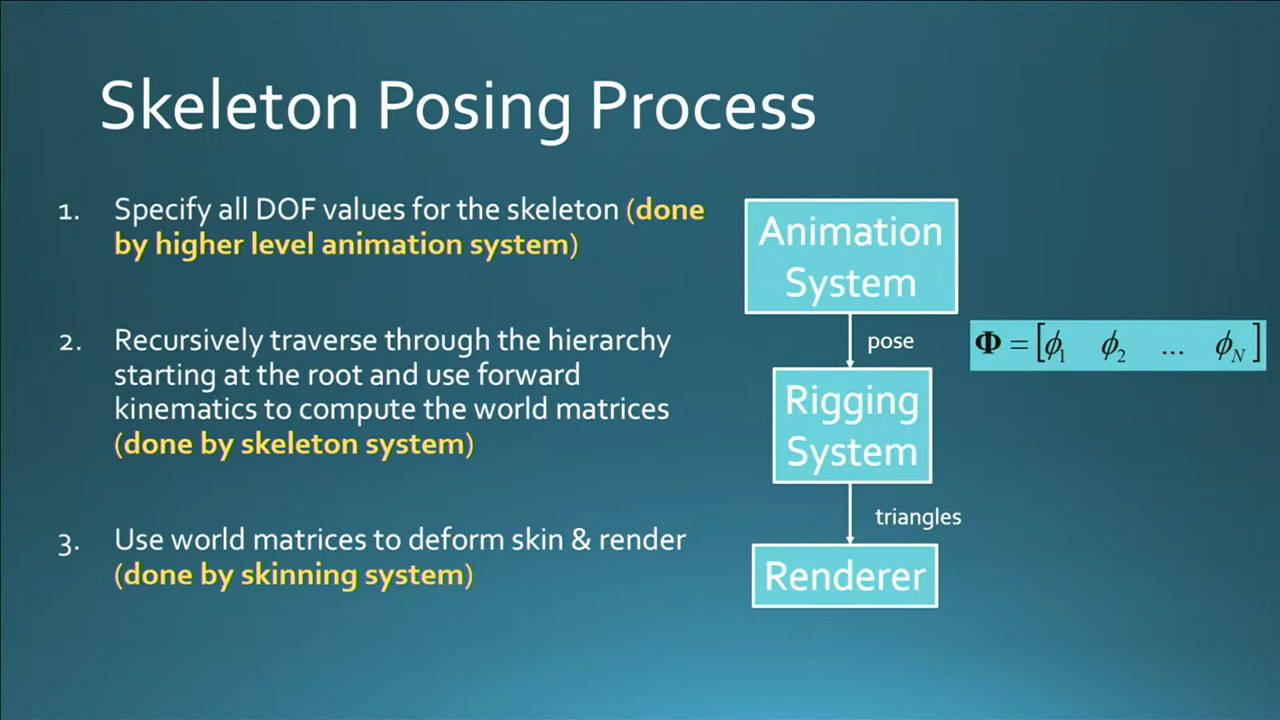 Skeleton Posing Process
1. Specify all DOF values for the skeleton (done
by higher level animation system)
2. Recursively traverse through the hierarchy
starting at the root and use forward
kinematics to compute the world matrices
(done by skeleton system)
3. Use world matrices to deform skin & render
(done by skinning system)
Animation
System
pose
Φ = [ϕ₁ ϕ₂ ... ϕ_N]
Rigging
System
triangles
Renderer